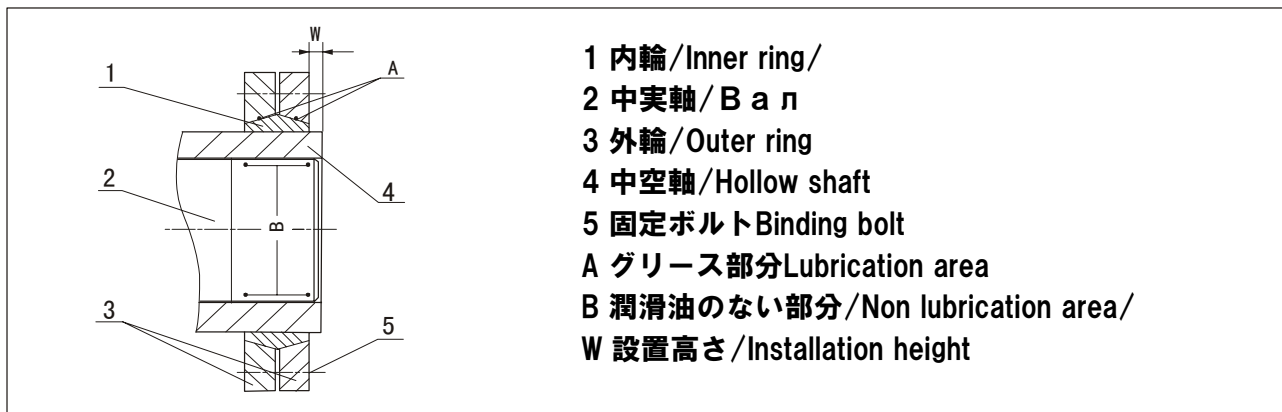 W
1
A
2
4
B
3
5
1 内輪/Inner ring/
2 中実軸/Вал
3 外輪/Outer ring
4 中空軸/Hollow shaft
5 固定ボルトBinding bolt
A グリース部分Lubrication area
B 潤滑油のない部分/Non lubrication area/
W 設置高さ/Installation height